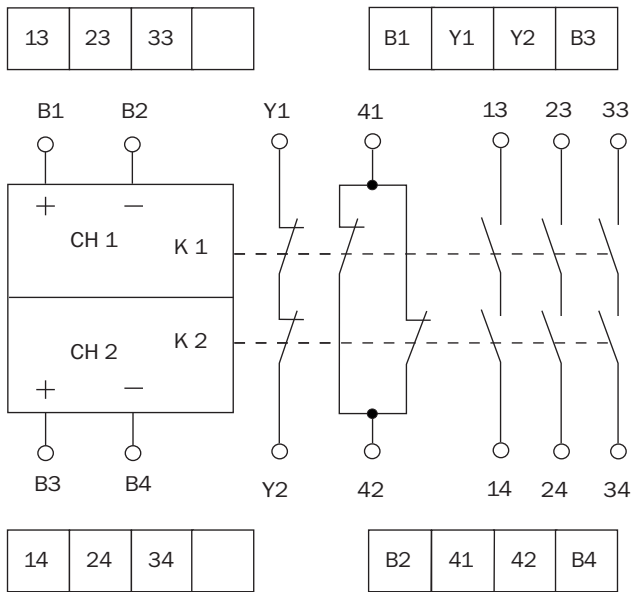 13 23 33
B1 Y1 Y2 B3
B1 B2 Y1 41 13 23 33
+ −
CH 1 K 1
K 2
CH 2
+ −
B3 B4 Y2 42 14 24 34
14 24 34
B2 41 42 B4